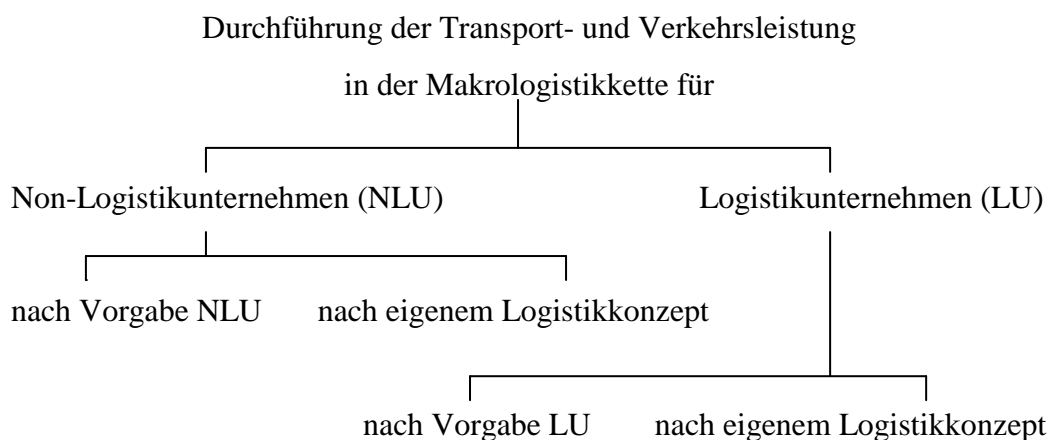 Durchführung der Transport- und Verkehrsleistung
in der Makrologistikkette für
Non-Logistikunternehmen (NLU)
Logistikunternehmen (LU)
nach Vorgabe NLU
nach eigenem Logistikkonzept
nach Vorgabe LU
nach eigenem Logistikkonzept